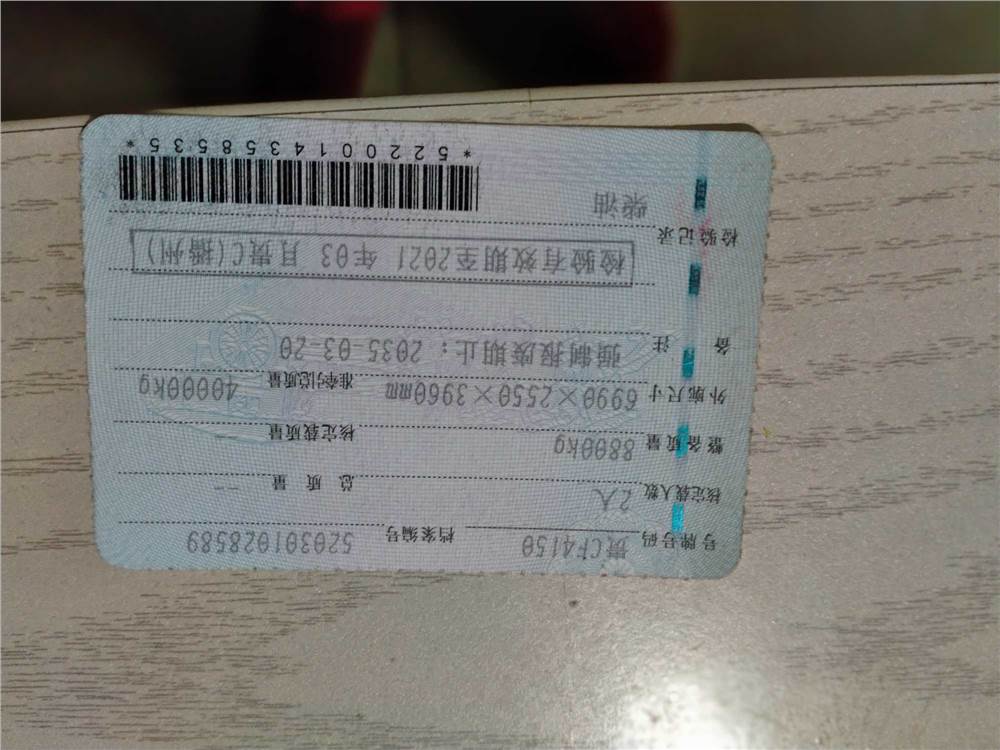 号牌号码 贵CF4150 档案编号 520301028589
核定载人数 2人 总质量 --
整备质量 8800kg 核定载质量 --
外廓尺寸 6990×2550×3960mm 准牵引总质量 40000kg
备注 强制报废期止：2035-03-20
检验有效期至2021 年03 月贵C(播州)
检验记录
柴油
*5220014358535*